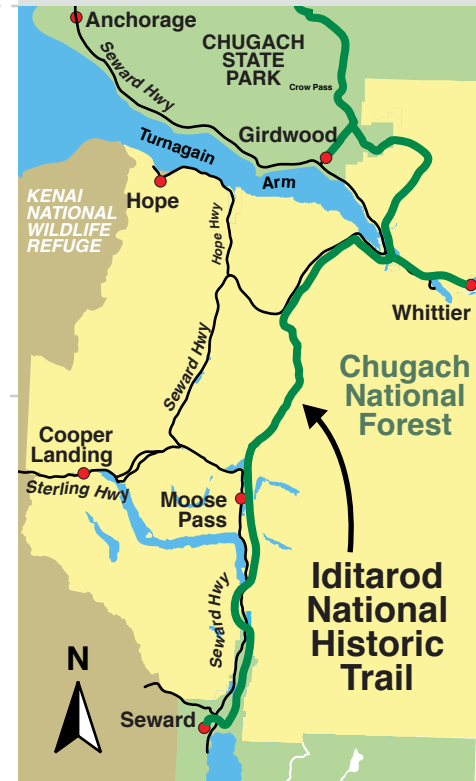 Anchorage
Seward Hwy
CHUGACH
STATE
PARK
Crow Pass
Girdwood
Turnagain
Arm
KENAI
NATIONAL
WILDLIFE
REFUGE
Hope
Hope Hwy
Whittier
Seward Hwy
Chugach
National
Forest
Cooper
Landing
Sterling Hwy
Moose
Pass
Iditarod
National
Historic
Trail
Seward Hwy
N
Seward